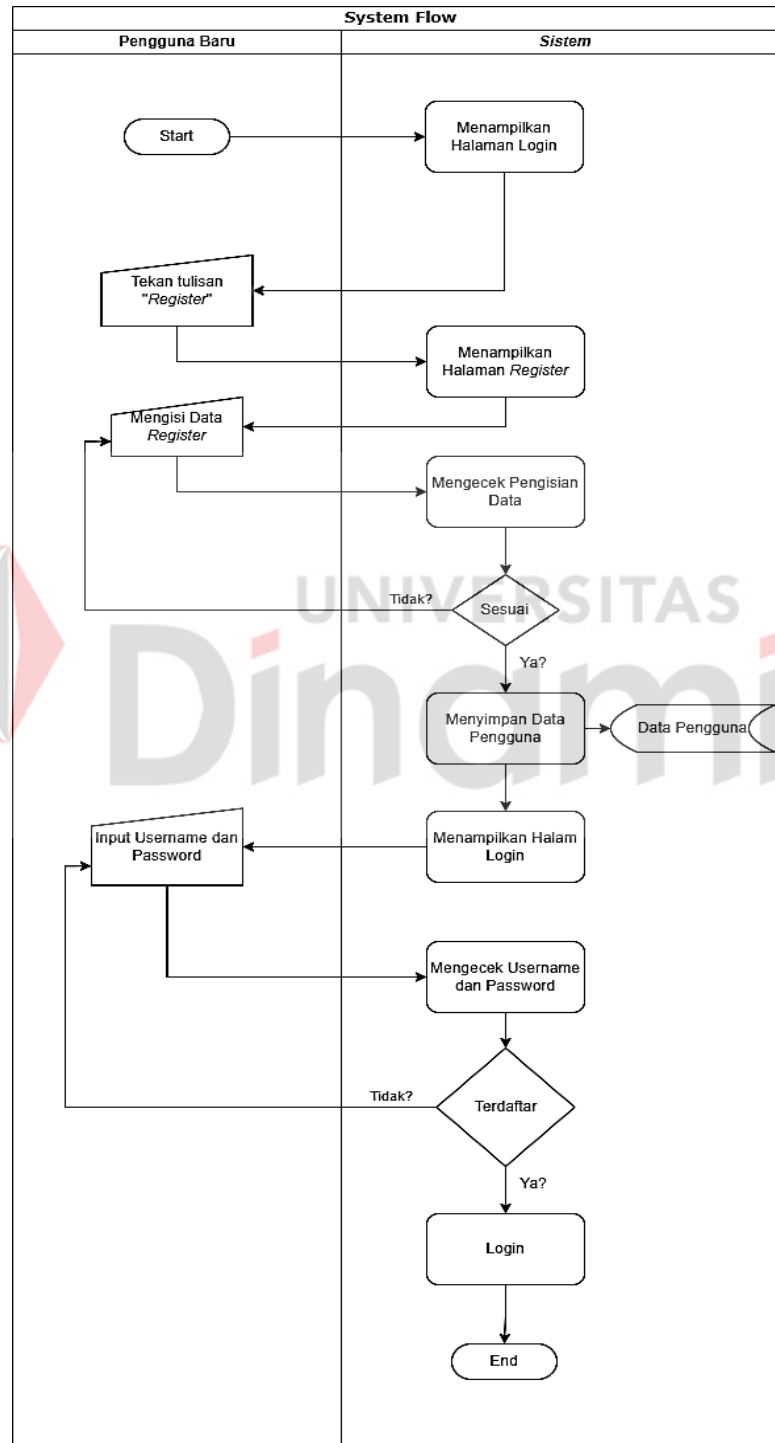 System Flow
Pengguna Baru
Sistem
Start
Menampilkan
Halaman Login
Tekan tulisan
"Register"
Menampilkan
Halaman Register
Mengisi Data
Register
Mengecek Pengisian
Data
UNIVERSITAS
Dinami
Tidak?
Sesuai
Ya?
Menyimpan Data
Pengguna
Data Pengguna
Input Username dan
Password
Menampilkan Halam
Login
Mengecek Username
dan Password
Tidak?
Terdaftar
Ya?
Login
End